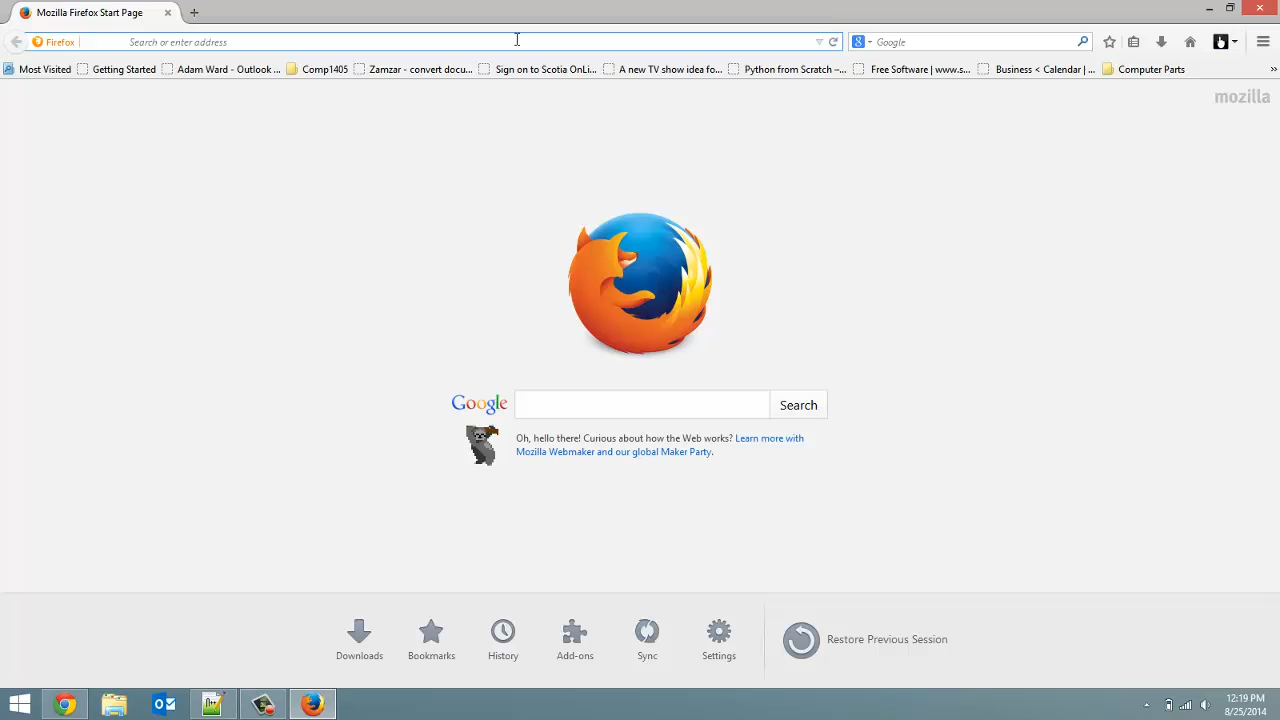 Mozilla Firefox Start Page
Firefox
Search or enter address
Google
Most Visited
Getting Started
Adam Ward - Outlook ...
Comp1405
Zamzar - convert docu...
Sign on to Scotia OnLi...
A new TV show idea o...
Python from Scratch –...
Free Software | www.s...
Business < Calendar | ...
Computer Parts
»
mozilla
Google
Search
Oh, hello there! Curious about how the Web works? Learn more with
Mozilla Webmaker and our global Maker Party.
Downloads
Bookmarks
History
Add-ons
Sync
Settings
Restore Previous Session
12:19 PM
8/25/2014